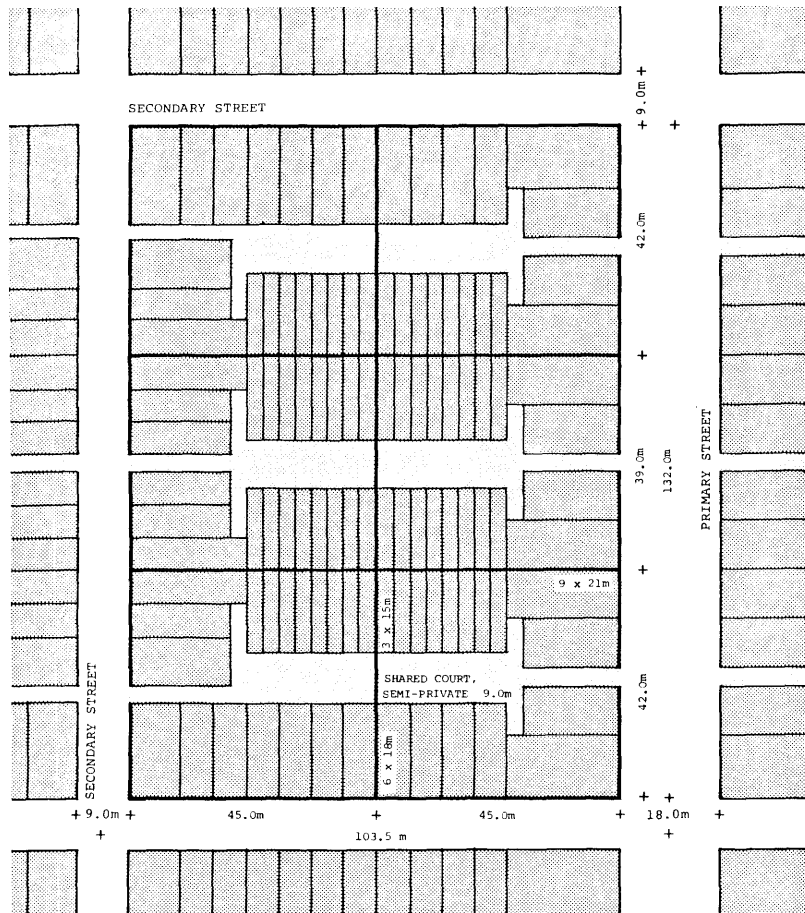 9.0m
SECONDARY STREET
42.0m
39.0m
132.0m
PRIMARY STREET
9 x 21m
3 x 15m
SHARED COURT,
SEMI-PRIVATE 9.0m
42.0m
SECONDARY STREET
6 x 18m
9.0m
45.0m
45.0m
18.0m
103.5 m